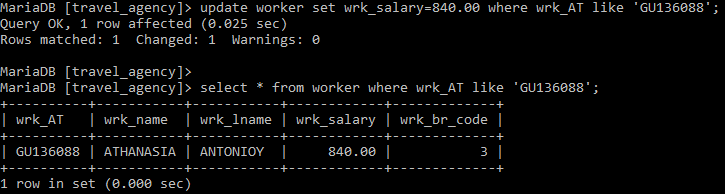 MariaDB [travel_agency]> update worker set wrk_salary=840.00 where wrk_AT like 'GU136088';
Query OK, 1 row affected (0.025 sec)
Rows matched: 1  Changed: 1  Warnings: 0

MariaDB [travel_agency]>
MariaDB [travel_agency]> select * from worker where wrk_AT like 'GU136088';
+----------+-----------+-----------+------------+-------------+
| wrk_AT   | wrk_name  | wrk_lname | wrk_salary | wrk_br_code |
+----------+-----------+-----------+------------+-------------+
| GU136088 | ATHANASIA | ANTONIOY  |     840.00 |           3 |
+----------+-----------+-----------+------------+-------------+
1 row in set (0.000 sec)